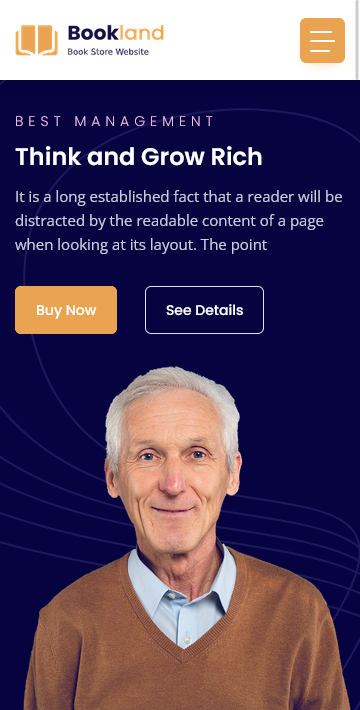 Bookland
Book Store Website
BEST MANAGEMENT
Think and Grow Rich
It is a long established fact that a reader will be
distracted by the readable content of a page
when looking at its layout. The point
Buy Now
See Details